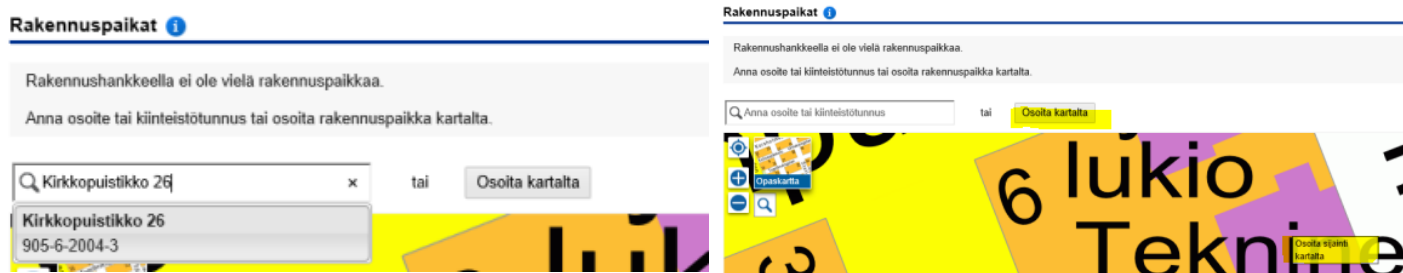 Rakennuspaikat i
Rakennushankkeella ei ole vielä rakennuspaikkaa.
Anna osoite tai kiinteistötunnus tai osoita rakennuspaikka kartalta.
Kirkkopuistikko 26 × tai Osoita kartalta
Kirkkopuistikko 26
905-6-2004-3
Rakennuspaikat i
Rakennushankkeella ei ole vielä rakennuspaikkaa.
Anna osoite tai kiinteistötunnus tai osoita rakennuspaikka kartalta.
Anna osoite tai kiinteistötunnus tai Osoita kartalta
Opaskartta
6 lukio
Osoita sijainti
kartalta